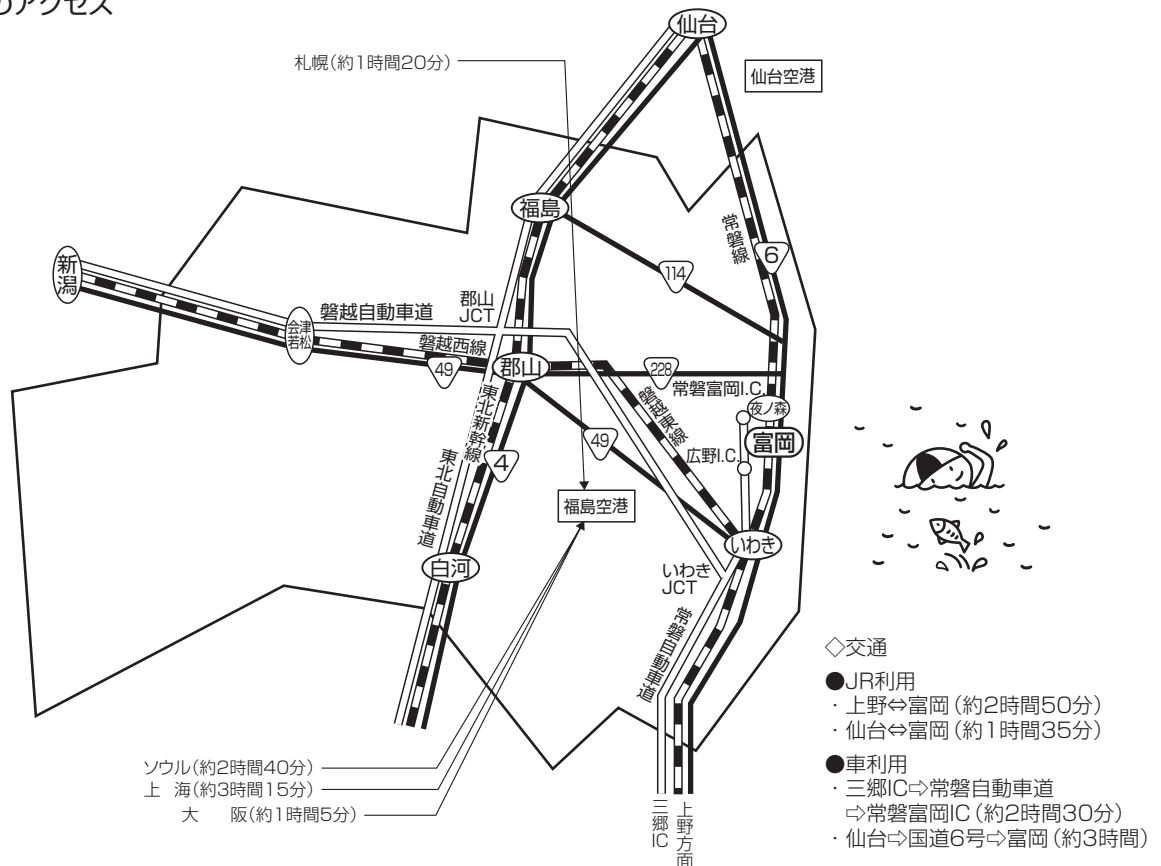 のアクセス
仙台
札幌(約1時間20分)
仙台空港
福島
常磐線
6
新潟
114
磐越自動車道
郡山
JCT
会津
若松
磐越西線
49
郡山
228
常磐富岡I.C.
夜ノ森
富岡
磐越東線
49
広野I.C.
東北新幹線
4
東北自動車道
福島空港
いわき
白河
いわき
JCT
常磐自動車道
◇交通
●JR利用
・上野⇔富岡(約2時間50分)
・仙台⇔富岡(約1時間35分)
●車利用
・三郷IC⇨常磐自動車道
⇨常磐富岡IC(約2時間30分)
・仙台⇨国道6号⇨富岡(約3時間)
ソウル(約2時間40分)
上 海(約3時間15分)
大 阪(約1時間5分)
三郷IC
上野方面